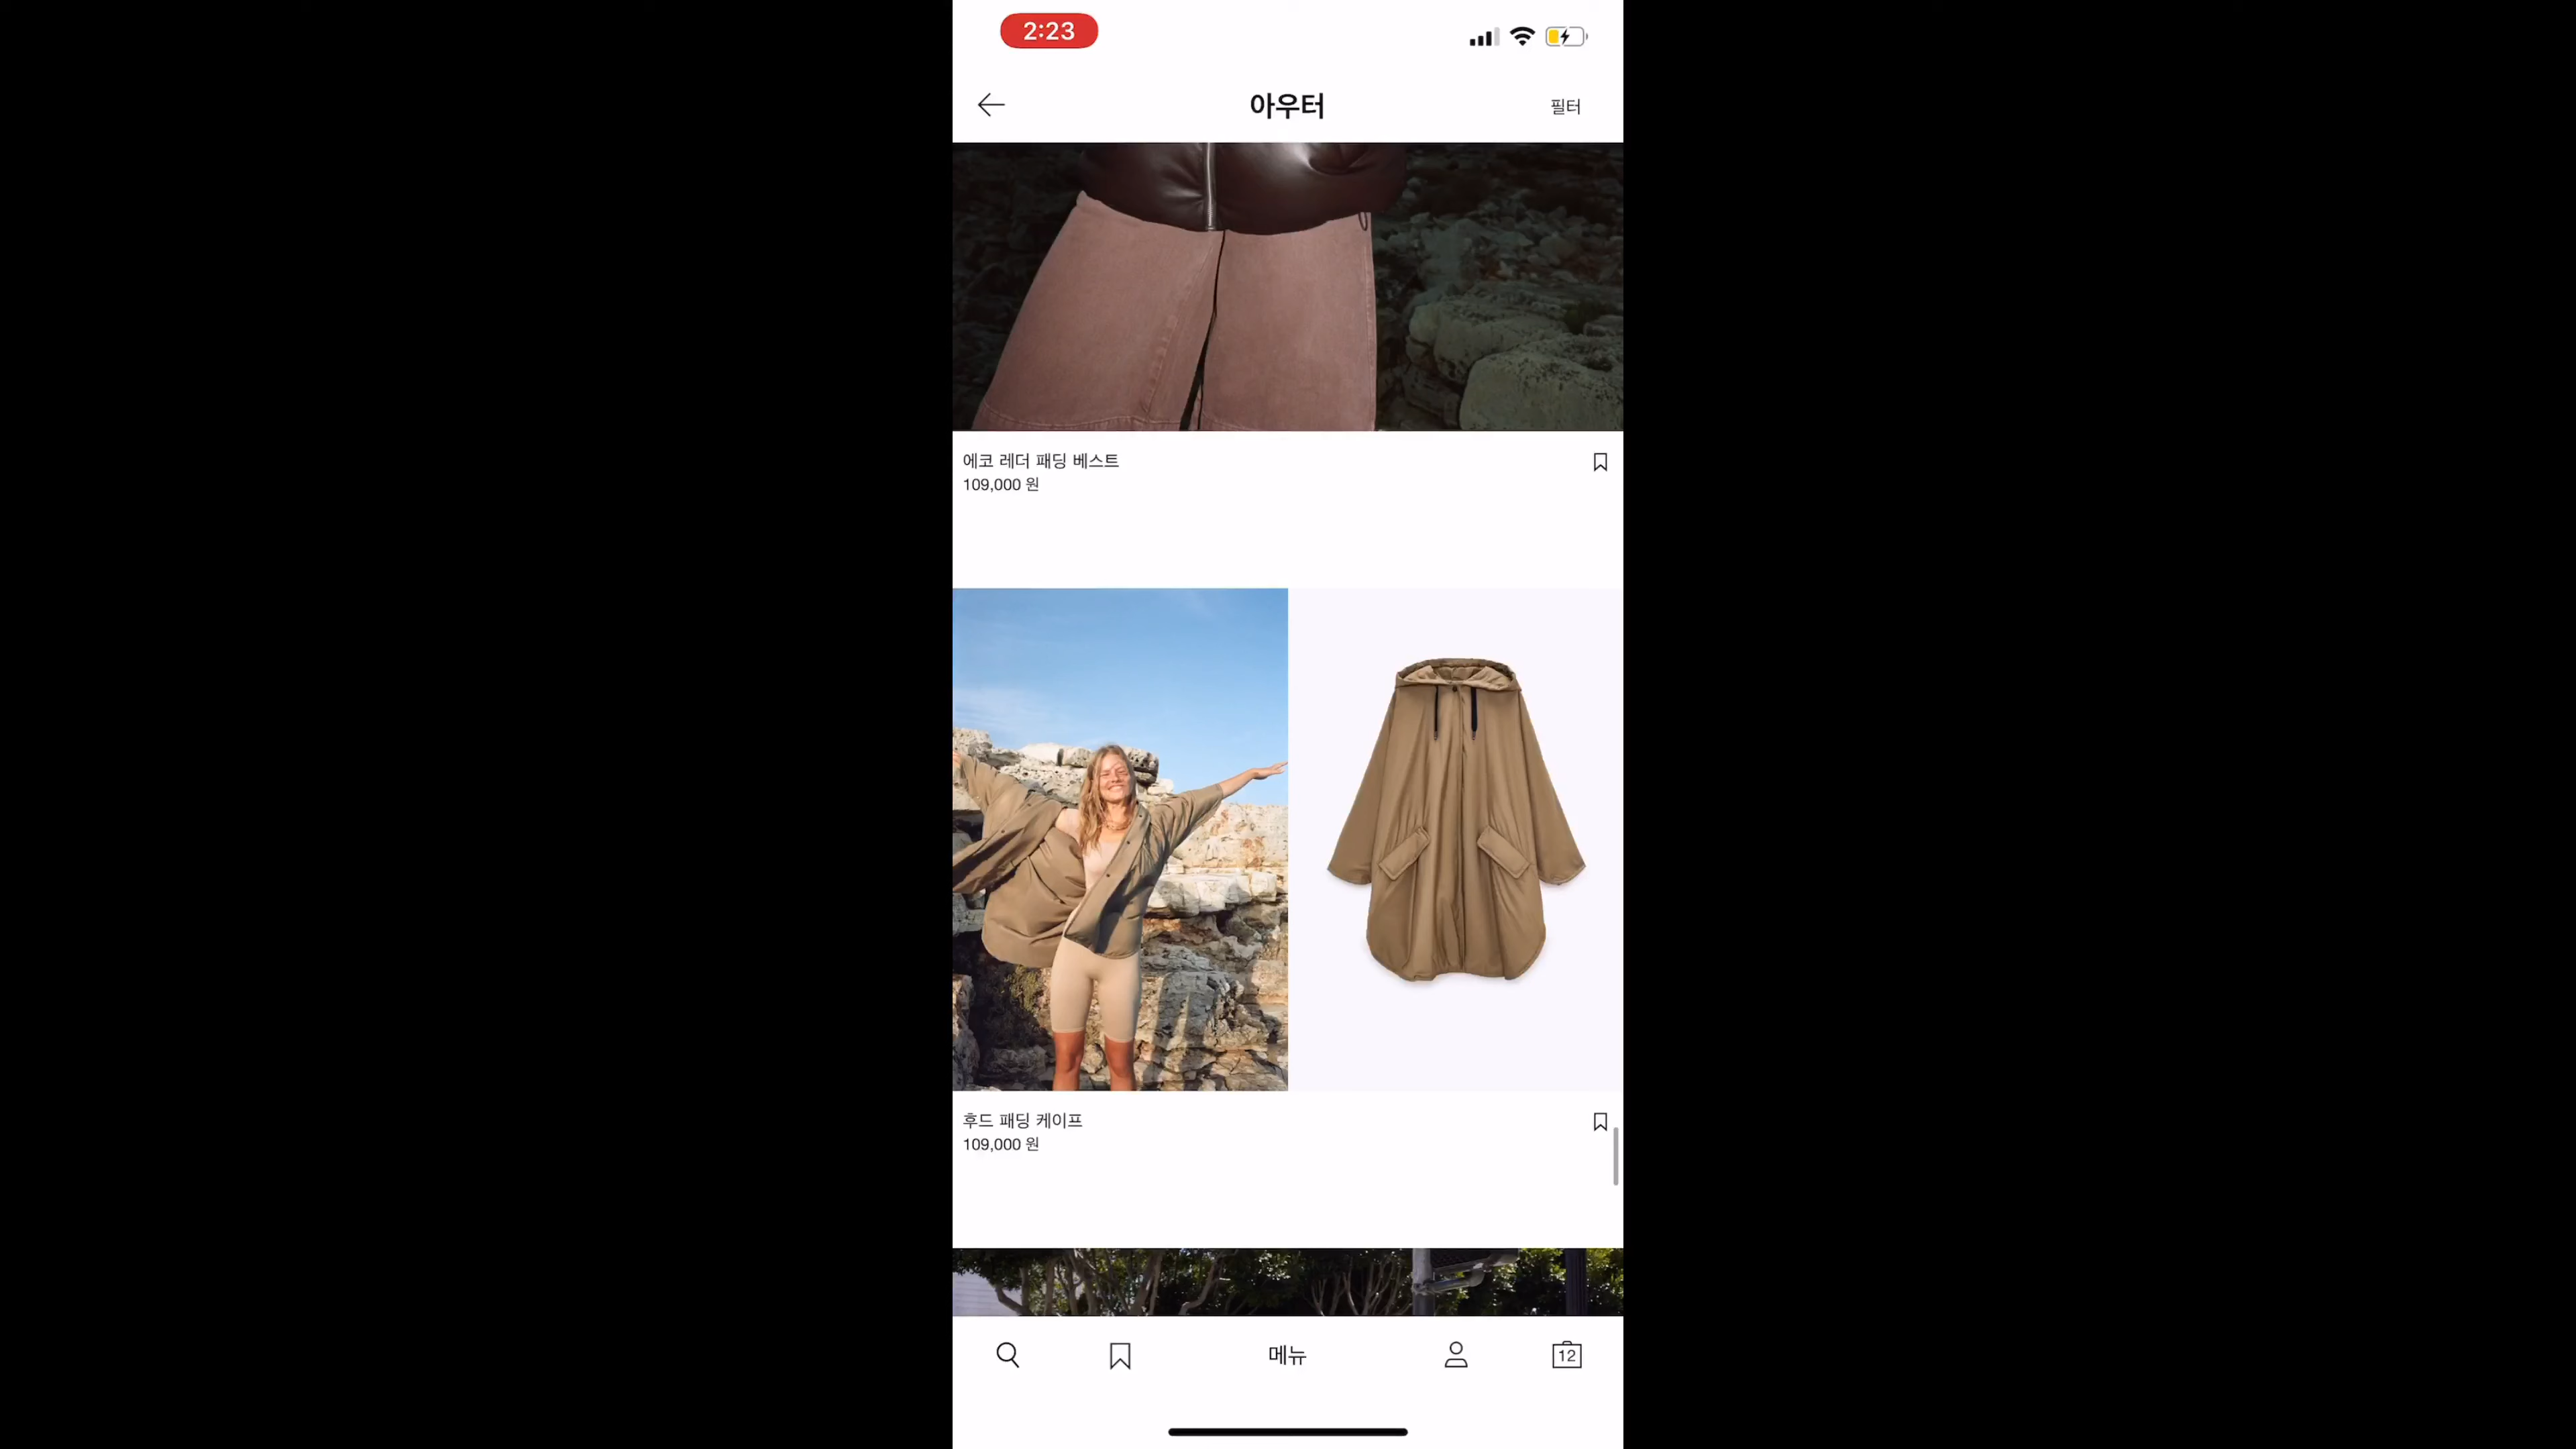 2:23
아우터
필터
에코 레더 패딩 베스트
109,000 원
후드 패딩 케이프
109,000 원
메뉴
12